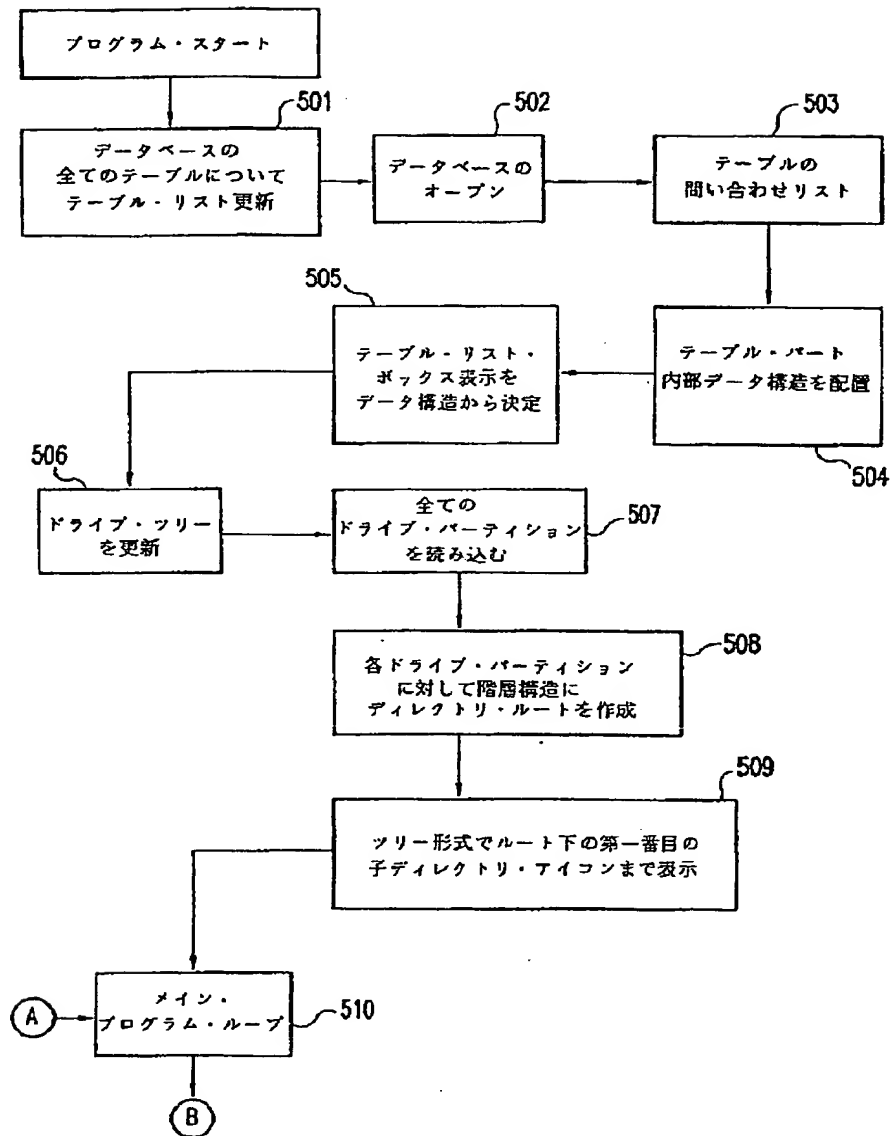 プログラム・スタート
501
データベースの
全てのテーブルについて
テーブル・リスト更新
502
データベースの
オープン
503
テーブルの
問い合わせリスト
505
テーブル・リスト・
ボックス表示を
データ構造から決定
テーブル・パート
内部データ構造を配置
504
506
ドライブ・ツリー
を更新
全ての
ドライブ・パーティション
を読み込む
507
各ドライブ・パーティション
に対して階層構造に
ディレクトリ・ルートを作成
508
509
ツリー形式でルート下の第一番目の
子ディレクトリ・アイコンまで表示
メイン・
プログラム・ループ
510
A
B